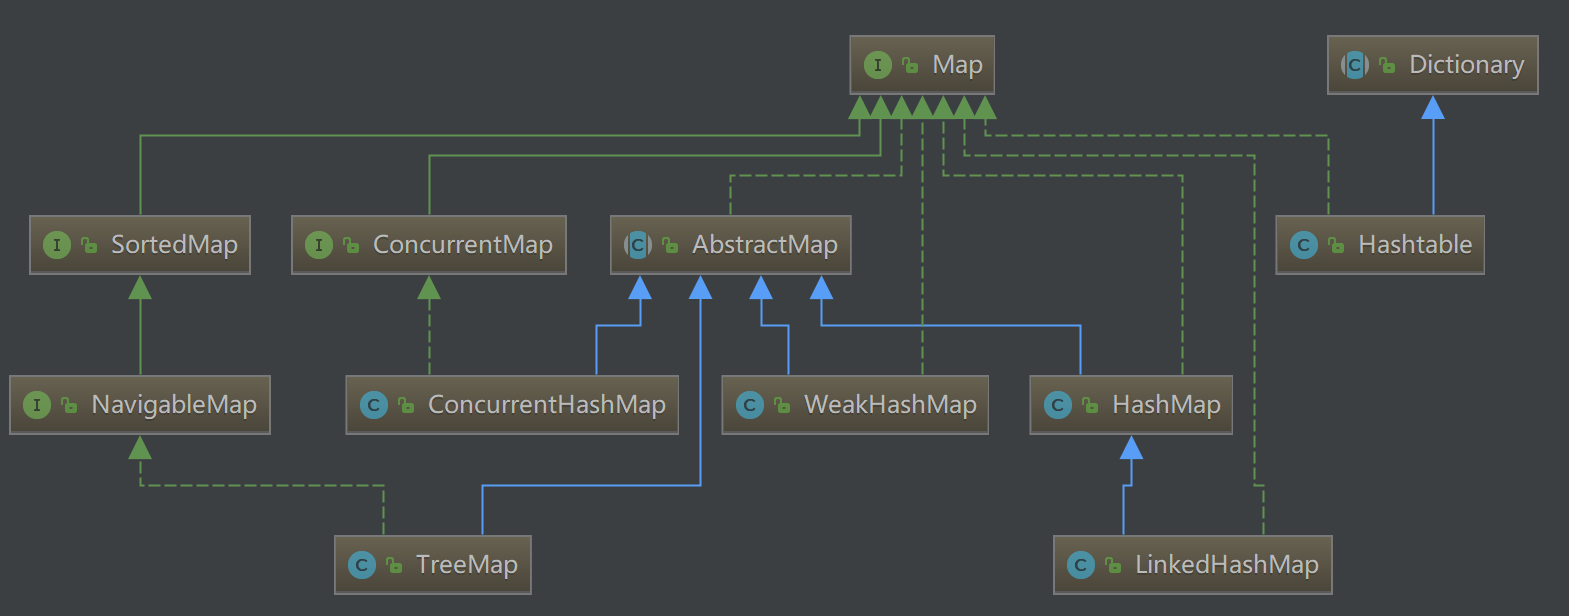 I Map
C Dictionary
I SortedMap
I ConcurrentMap
C AbstractMap
C Hashtable
I NavigableMap
C ConcurrentHashMap
C WeakHashMap
C HashMap
C TreeMap
C LinkedHashMap